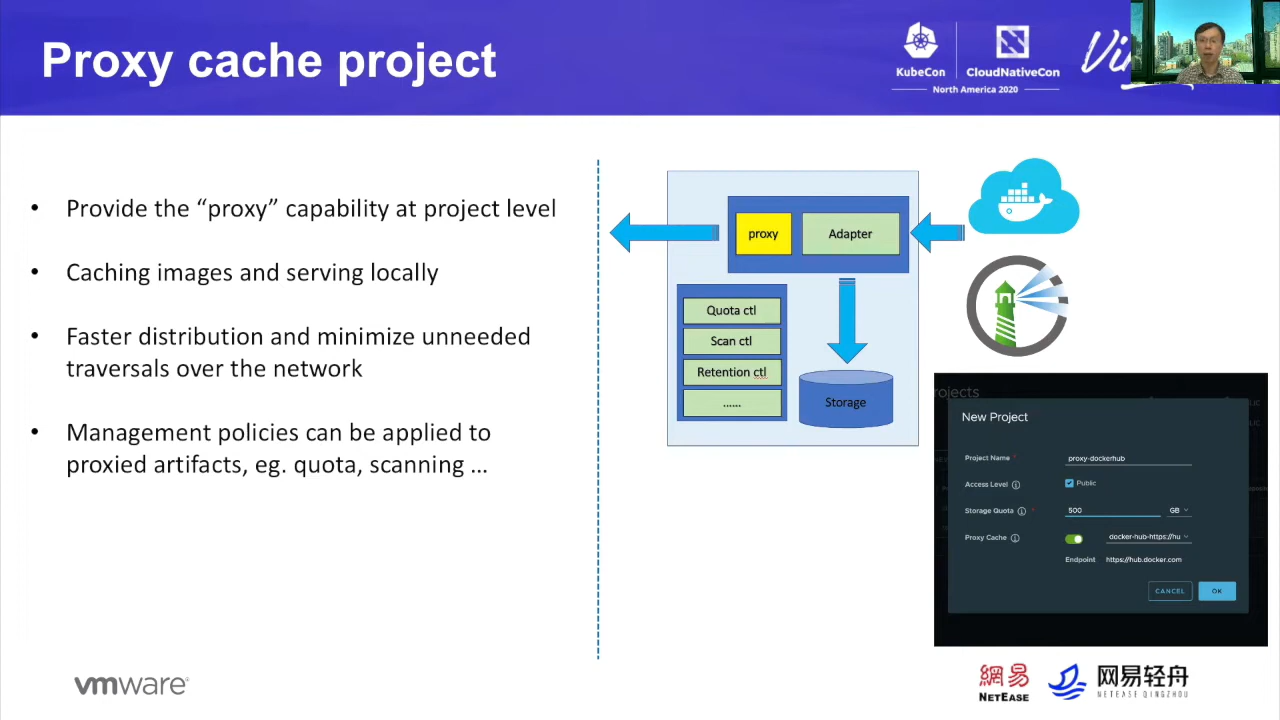 Proxy cache project
KubeCon
CloudNativeCon
North America 2020
• Provide the “proxy” capability at project level
• Caching images and serving locally
• Faster distribution and minimize unneeded
traversals over the network
• Management policies can be applied to
proxied artifacts, eg. quota, scanning ...
proxy
Adapter
Quota ctl
Scan ctl
Retention ctl
......
Storage
New Project
Project Name *
proxy-dockerhub
Access Level
Public
Storage Quota *
500
GB
Proxy Cache
docker-hub-https://hu
Endpoint
https://hub.docker.com
CANCEL
OK
vmware
網易
NETEASE
网易轻舟
NETEASE QINGZHOU